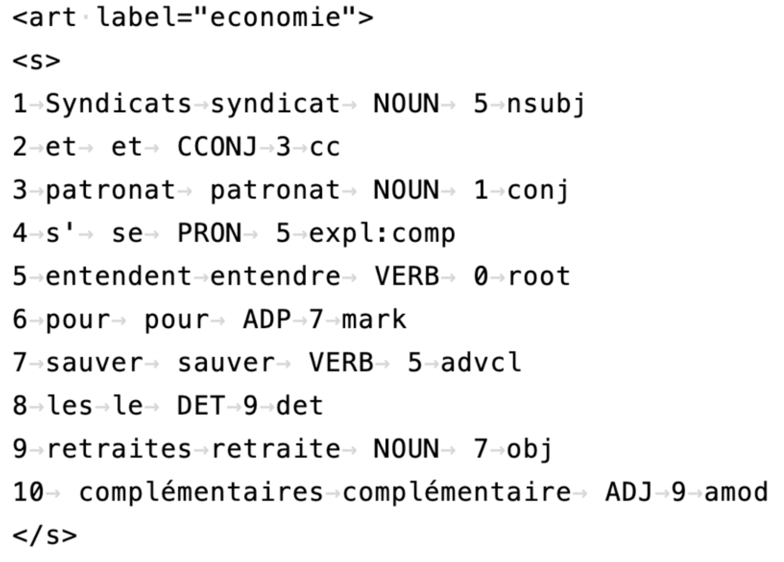 <art label="economie">
<s>
1→Syndicats→syndicat→ NOUN→ 5→nsubj
2→et→ et→ CCONJ→3→cc
3→patronat→ patronat→ NOUN→ 1→conj
4→s'→ se→ PRON→ 5→expl:comp
5→entendent→entendre→ VERB→ 0→root
6→pour→ pour→ ADP→7→mark
7→sauver→ sauver→ VERB→ 5→advcl
8→les→le→ DET→9→det
9→retraites→retraite→ NOUN→ 7→obj
10→ complémentaires→complémentaire→ ADJ→9→amod
</s>